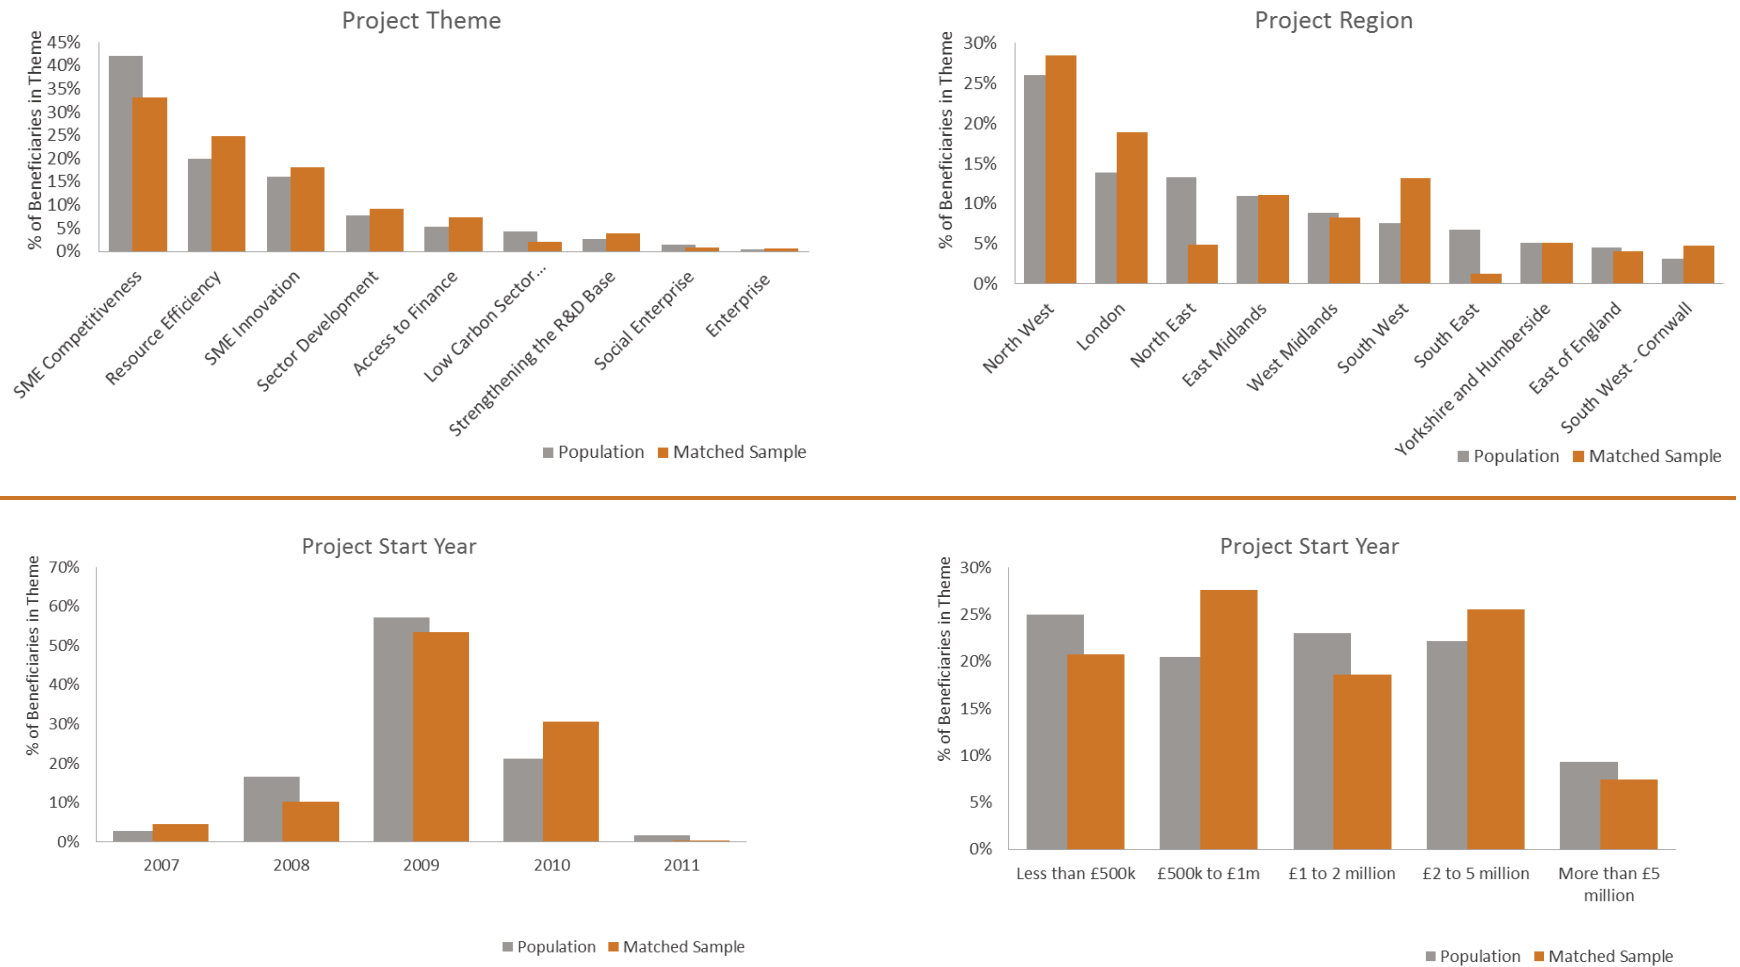 Project Theme
% of Beneficiaries in Theme
45%
40%
35%
30%
25%
20%
15%
10%
5%
0%
SME Competitiveness
Resource Efficiency
SME Innovation
Sector Development
Access to Finance
Low Carbon Sector...
Strengthening the R&D Base
Social Enterprise
Enterprise
Population
Matched Sample
Project Region
% of Beneficiaries in Theme
30%
25%
20%
15%
10%
5%
0%
North West
London
North East
East Midlands
West Midlands
South West
South East
Yorkshire and Humberside
East of England
South West - Cornwall
Population
Matched Sample
Project Start Year
% of Beneficiaries in Theme
70%
60%
50%
40%
30%
20%
10%
0%
2007
2008
2009
2010
2011
Population
Matched Sample
Project Start Year
% of Beneficiaries in Theme
30%
25%
20%
15%
10%
5%
0%
Less than £500k
£500k to £1m
£1 to 2 million
£2 to 5 million
More than £5
million
Population
Matched Sample